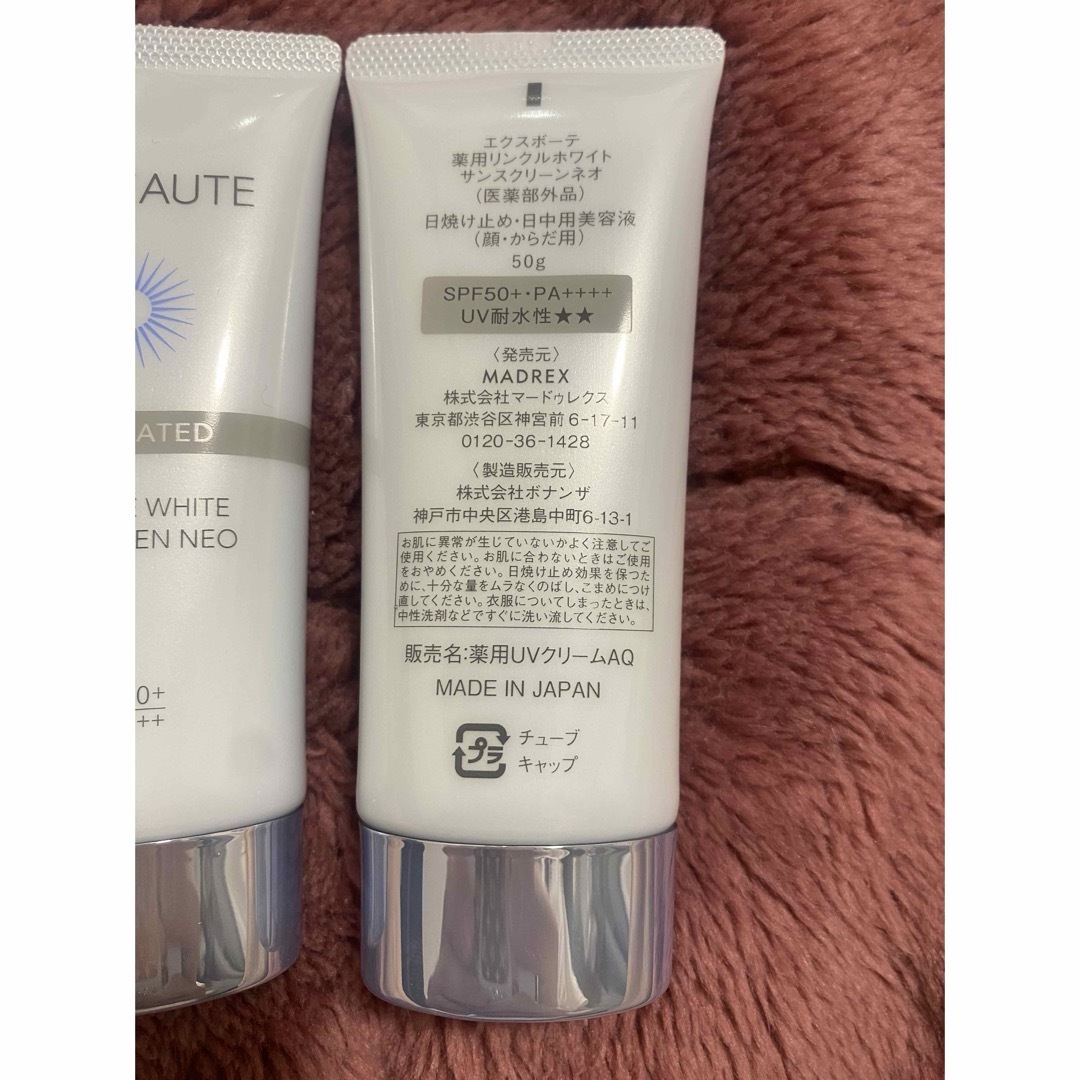 AUTE
ATED
WHITE
EN NEO
0+
++
エクスボーテ
薬用リンクルホワイト
サンスクリーンネオ
(医薬部外品)
日焼け止め・日中用美容液
(顔・からだ用)
50g
SPF50+・PA++++
UV耐水性★★
〈発売元〉
MADREX
株式会社マードゥレクス
東京都渋谷区神宮前6-17-11
0120-36-1428
〈製造販売元〉
株式会社ボナンザ
神戸市中央区港島中町6-13-1
お肌に異常が生じていないかよく注意してご
使用ください。お肌に合わないときはご使用
をおやめください。日焼け止め効果を保つた
めに、十分な量をムラなくのばし、こまめにつけ
直してください。衣服についてしまったときは、
中性洗剤などですぐに洗い流してください。
販売名:薬用UVクリームAQ
MADE IN JAPAN
プラ
チューブ
キャップ